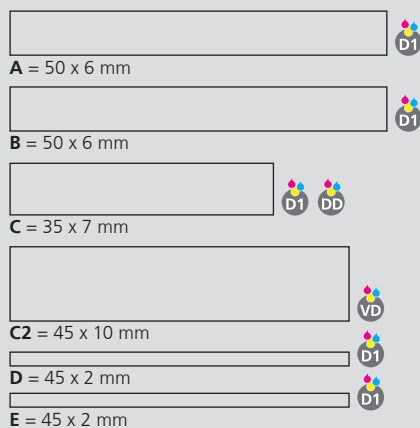 D1
A = 50 x 6 mm
D1
B = 50 x 6 mm
D1 DD
C = 35 x 7 mm
VD
C2 = 45 x 10 mm
D1
D = 45 x 2 mm
D1
E = 45 x 2 mm